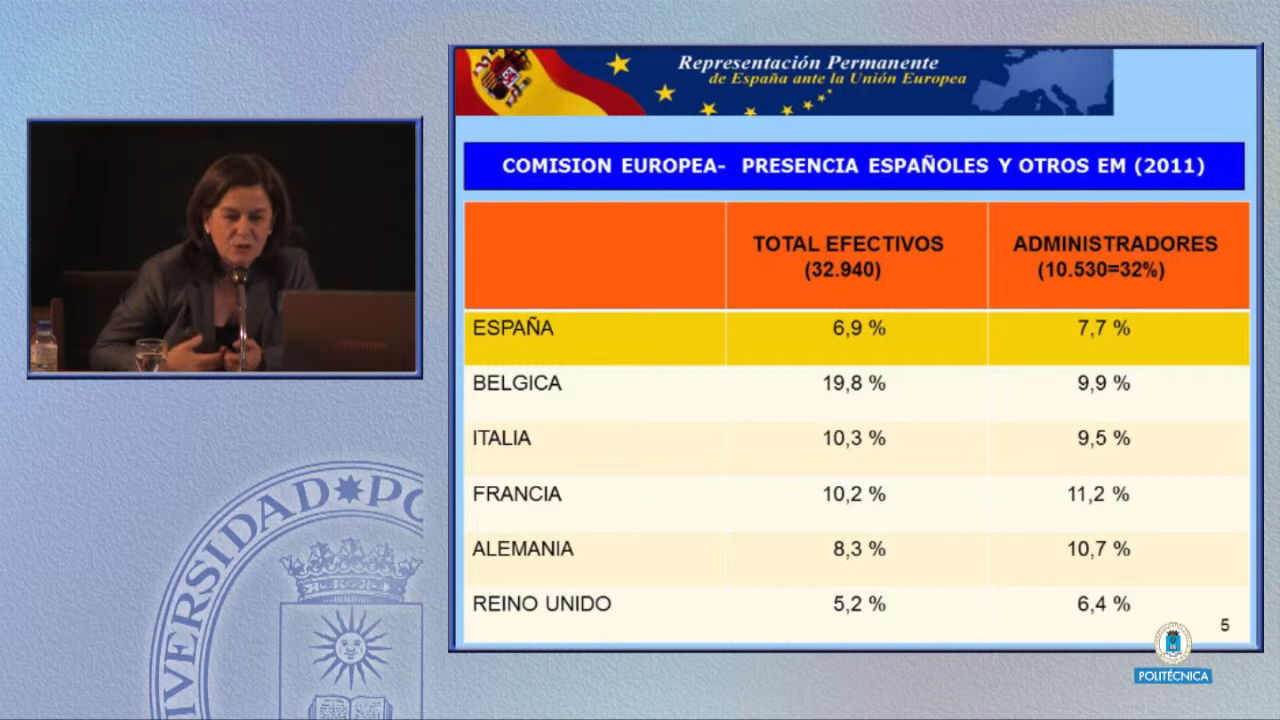 Representación Permanente
de España ante la Unión Europea
COMISION EUROPEA- PRESENCIA ESPAÑOLES Y OTROS EM (2011)
TOTAL EFECTIVOS (32.940)
ADMINISTRADORES (10.530=32%)
ESPAÑA 6,9 % 7,7 %
BELGICA 19,8 % 9,9 %
ITALIA 10,3 % 9,5 %
FRANCIA 10,2 % 11,2 %
ALEMANIA 8,3 % 10,7 %
REINO UNIDO 5,2 % 6,4 %
5
POLITÉCNICA
VERSIDAD PO